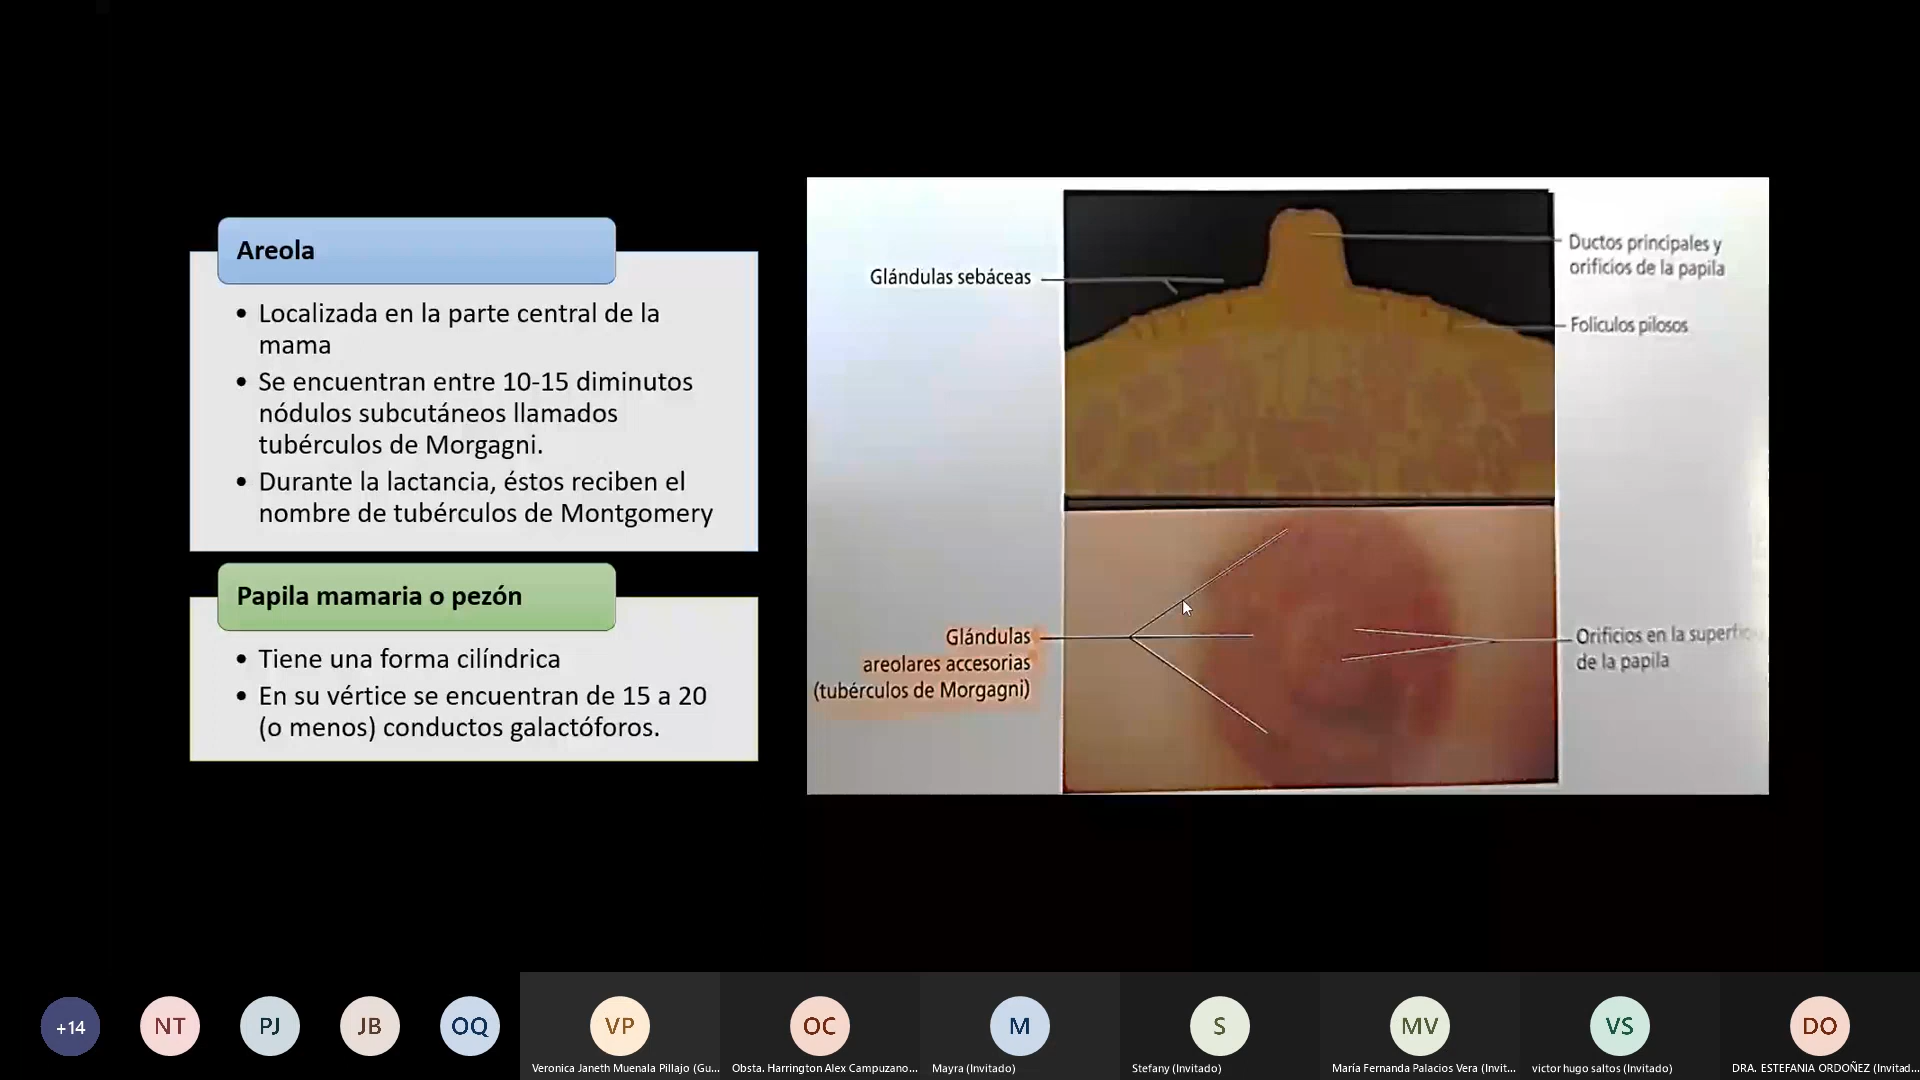 Areola
• Localizada en la parte central de la
mama
• Se encuentran entre 10-15 diminutos
nódulos subcutáneos llamados
tubérculos de Morgagni.
• Durante la lactancia, éstos reciben el
nombre de tubérculos de Montgomery
Papila mamaria o pezón
• Tiene una forma cilíndrica
• En su vértice se encuentran de 15 a 20
(o menos) conductos galactóforos.
Glándulas sebáceas
Ductos principales y
orificios de la papila
Folículos pilosos
Glándulas
areolares accesorias
(tubérculos de Morgagni)
Orificios en la superficie
de la papila
+14
NT
PJ
JB
OQ
VP
Veronica Janeth Muenala Pillajo (Gu...
OC
Obsta. Harrington Alex Campuzano...
M
Mayra (Invitado)
S
Stefany (Invitado)
MV
María Fernanda Palacios Vera (Invit...
VS
victor hugo saltos (Invitado)
DO
DRA. ESTEFANIA ORDOÑEZ (Invitad...